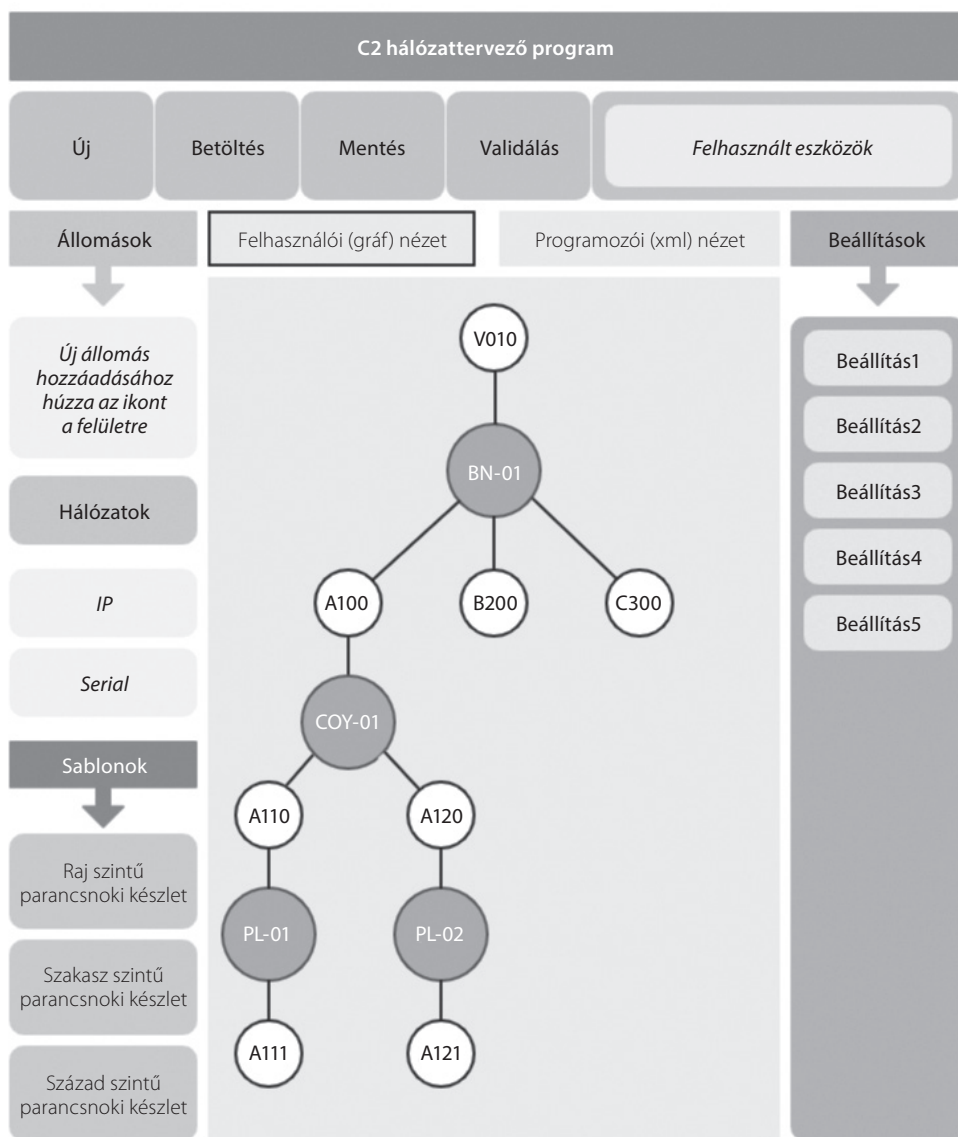 C2 hálózattervező program
Új
Betöltés
Mentés
Validálás
Felhasznált eszközök
Állomások
Felhasználói (gráf) nézet
Programozói (xml) nézet
Beállítások
Új állomás
hozzáadásához
húzza az ikont
a felületre
Hálózatok
IP
Serial
Sablonok
Raj szintű
parancsnoki készlet
Szakasz szintű
parancsnoki készlet
Század szintű
parancsnoki készlet
V010
BN-01
A100
B200
C300
COY-01
A110
A120
PL-01
PL-02
A111
A121
Beállítás1
Beállítás2
Beállítás3
Beállítás4
Beállítás5